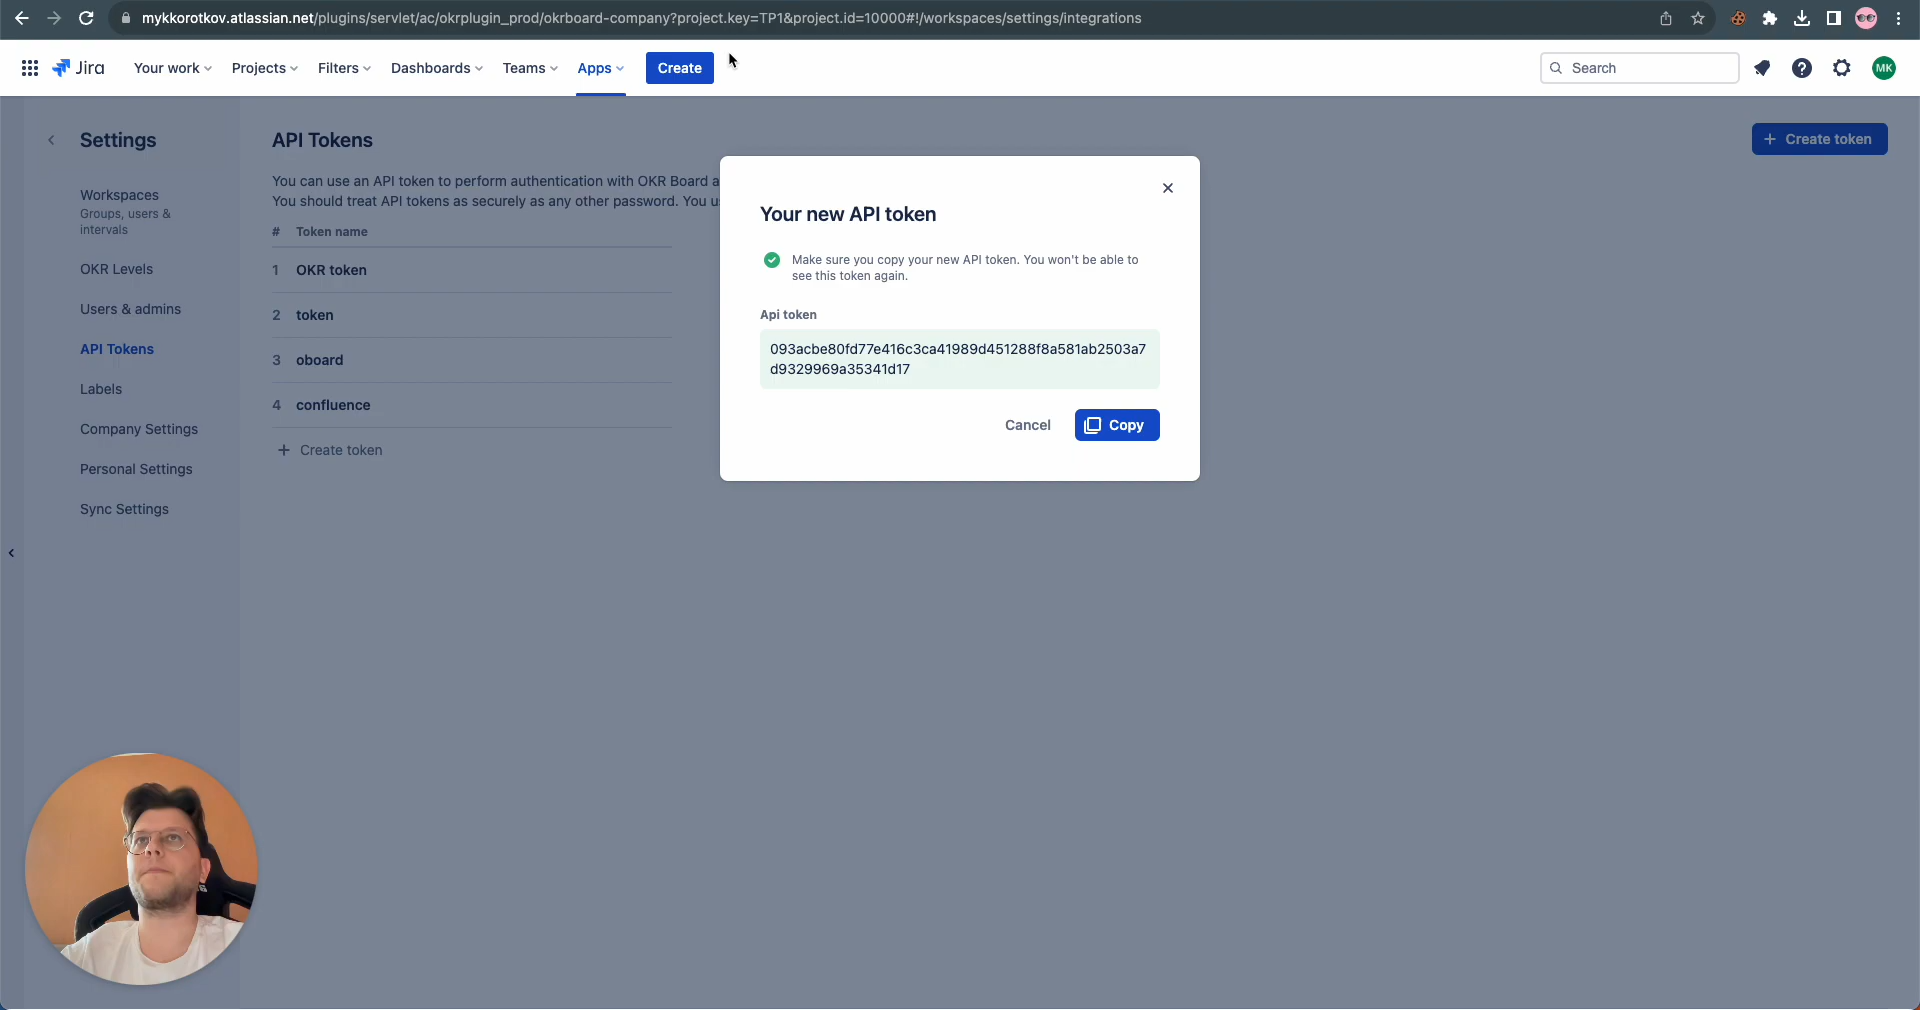 mykkorotkov.atlassian.net/plugins/servlet/ac/okrplugin_prod/okrboard-company?project.key=TP1&project.id=10000#!/workspaces/settings/integrations
Jira
Your work
Projects
Filters
Dashboards
Teams
Apps
Create
Search
MK
Settings
Workspaces
Groups, users &
intervals
OKR Levels
Users & admins
API Tokens
Labels
Company Settings
Personal Settings
Sync Settings
API Tokens
+ Create token
You can use an API token to perform authentication with OKR Board a
You should treat API tokens as securely as any other password. You u
# Token name
1 OKR token
2 token
3 oboard
4 confluence
+ Create token
Your new API token
Make sure you copy your new API token. You won't be able to
see this token again.
Api token
093acbe80fd77e416c3ca41989d451288f8a581ab2503a7
d9329969a35341d17
Cancel
Copy